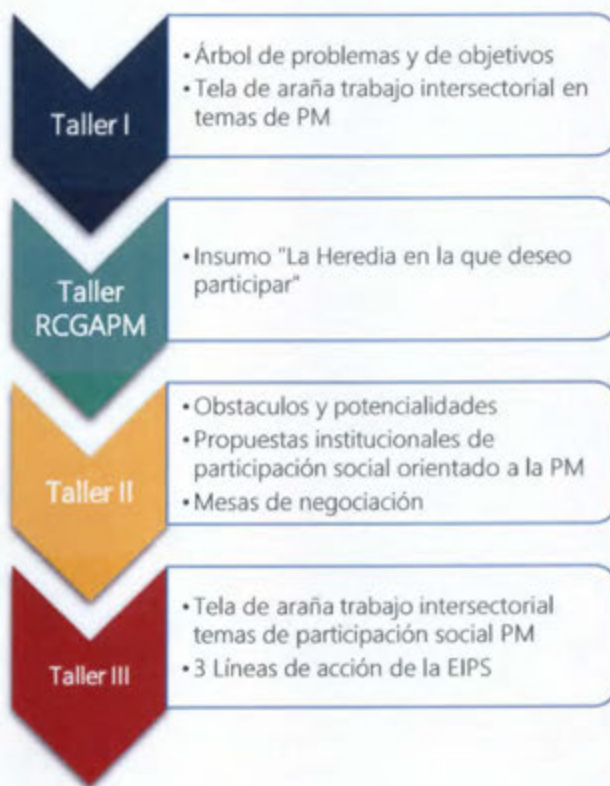 Taller I
• Árbol de problemas y de objetivos
• Tela de araña trabajo intersectorial en
temas de PM
Taller
RCGAPM
• Insumo "La Heredia en la que deseo
participar"
Taller II
• Obstaculos y potencialidades
• Propuestas institucionales de
participación social orientado a la PM
• Mesas de negociación
Taller III
• Tela de araña trabajo intersectorial
temas de participación social PM
• 3 Líneas de acción de la EIPS